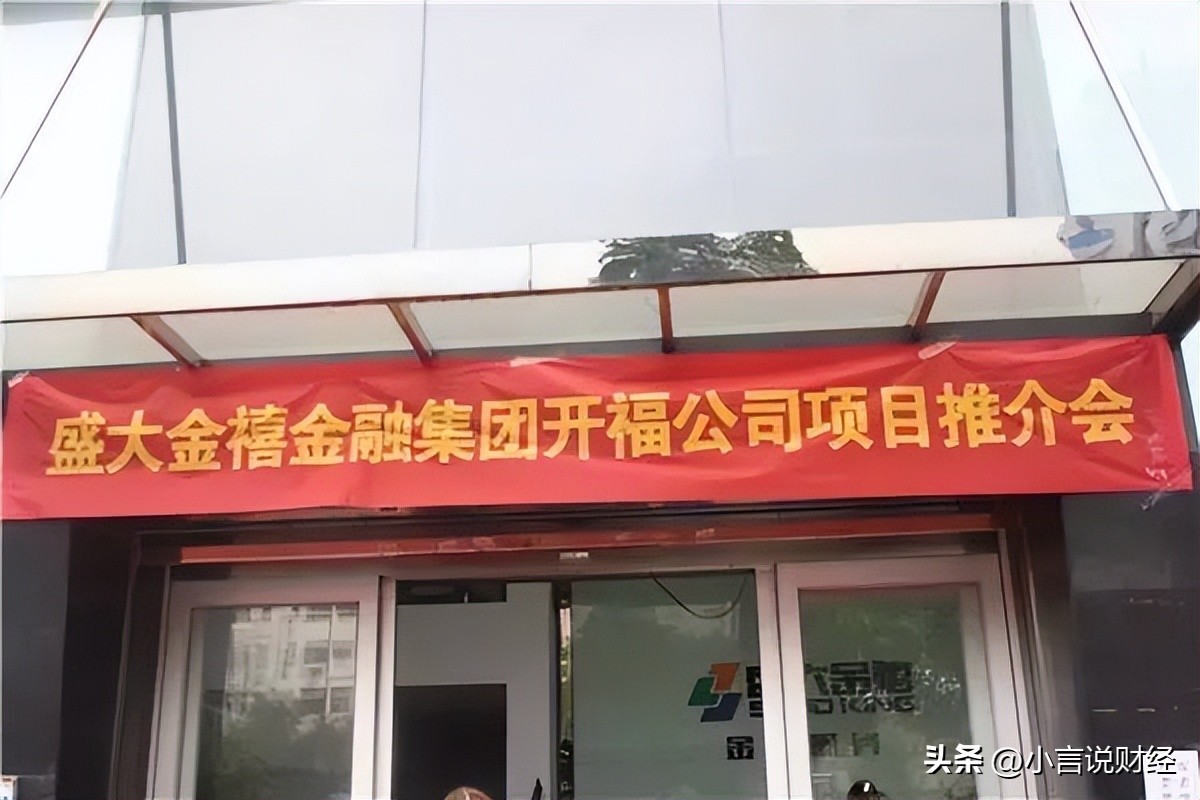 盛大金禧金融集团开福公司项目推介会
头条 @小言说财经